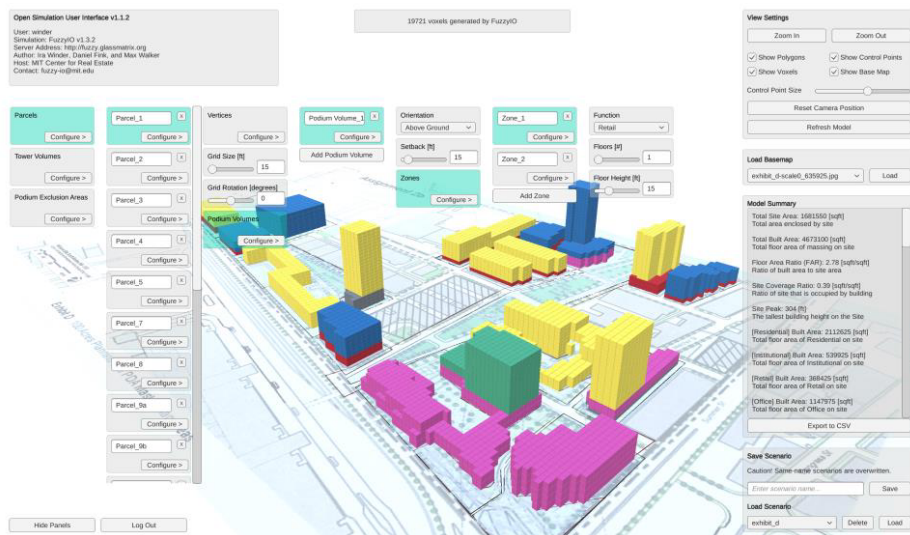 Open Simulation User Interface v1.1.2
User: winder
Simulation: FuzzyIO v1.3.2
Server Address: http://fuzzy.glassmatrix.org
Author: Ira Winder, Daniel Fink, and Max Walker
Host: MIT Center for Real Estate
Contact: fuzzy-io@mit.edu
19721 voxels generated by FuzzyIO
Parcels
Configure >
Tower Volumes
Configure >
Podium Exclusion Areas
Configure >
Parcel_1
x
Configure >
Parcel_2
x
Configure >
Parcel_3
x
Configure >
Parcel_4
x
Configure >
Parcel_5
x
Configure >
Parcel_7
x
Configure >
Parcel_8
x
Configure >
Parcel_9a
x
Configure >
Parcel_9b
x
Configure >
Vertices
Configure >
Grid Size [ft]
15
Grid Rotation [degrees]
0
Podium Volumes
Configure >
Podium Volume_1
x
Configure >
Add Podium Volume
Orientation
Above Ground
Setback [ft]
15
Zones
Configure >
Zone_1
x
Configure >
Zone_2
x
Configure >
Add Zone
Function
Retail
Floors [#]
1
Floor Height [ft]
15
View Settings
Zoom In
Zoom Out
Show Polygons
Show Control Points
Show Voxels
Show Base Map
Control Point Size
Reset Camera Position
Refresh Model
Load Basemap
exhibit_d-scale0_635925.jpg
Load
Model Summary
Total Site Area: 1681550 [sqft]
Total area enclosed by site
Total Built Area: 4673100 [sqft]
Total floor area of massing on site
Floor Area Ratio (FAR): 2.78 [sqft/sqft]
Ratio of built area to site area
Site Coverage Ratio: 0.39 [sqft/sqft]
Ratio of site that is occupied by building
Site Peak: 304 [ft]
The tallest building height on the Site
[Residential] Built Area: 2112625 [sqft]
Total floor area of Residential on site
[Institutional] Built Area: 539925 [sqft]
Total floor area of Institutional on site
[Retail] Built Area: 368425 [sqft]
Total floor area of Retail on site
[Office] Built Area: 1147975 [sqft]
Total floor area of Office on site
Export to CSV
Save Scenario
Caution! Same-name scenarios are overwritten.
Enter scenario name...
Save
Load Scenario
exhibit_d
Delete
Load
Hide Panels
Log Out